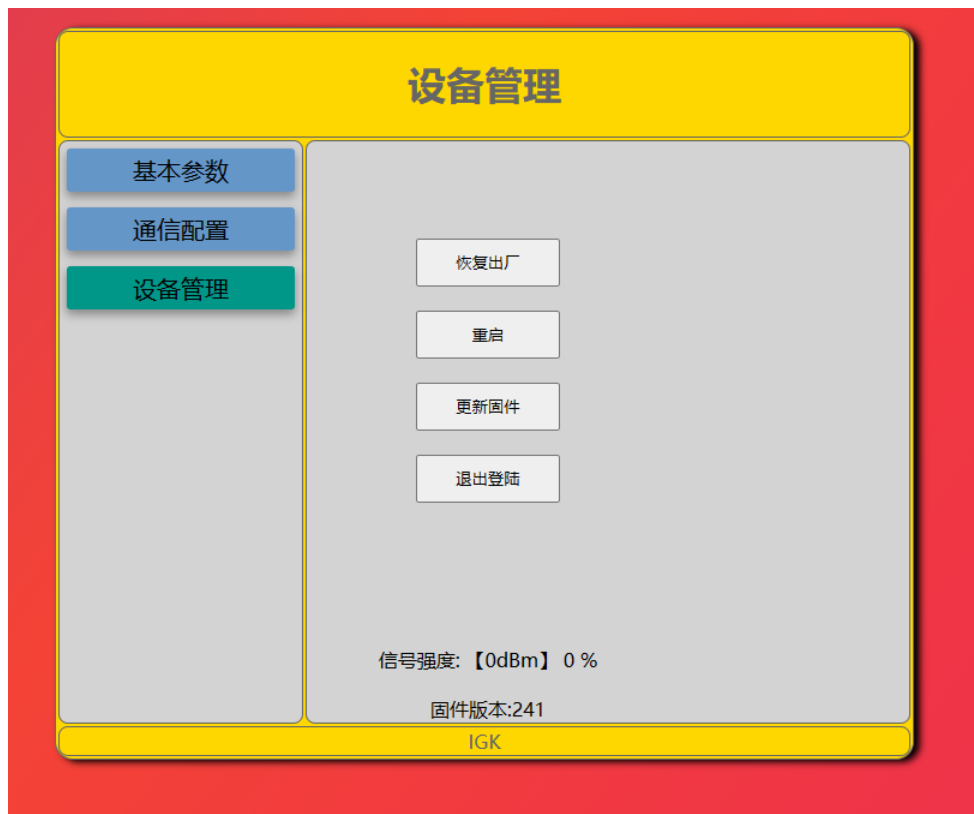 设备管理
基本参数
通信配置
设备管理
恢复出厂
重启
更新固件
退出登陆
信号强度:【0dBm】 0 %
固件版本:241
IGK